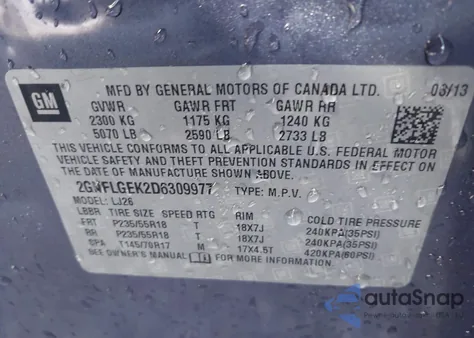 GM
MFD BY GENERAL MOTORS OF CANADA LTD. 03/13
GVWR GAWR FRT GAWR RR
2300 KG 1175 KG 1240 KG
5070 LB 2590 LB 2733 LB
THIS VEHICLE CONFORMS TO ALL APPLICABLE U.S. FEDERAL MOTOR
VEHICLE SAFETY, BUMPER, AND THEFT PREVENTION STANDARDS IN EFFECT ON
THE DATE OF MANUFACTURE SHOWN ABOVE.
2GNFLGEK2D6309977 TYPE: M.P.V.
MODEL: LJ26
LBBR TIRE SIZE SPEED RTG RIM COLD TIRE PRESSURE
FRT P235/55R18 T 18X7J 240KPA(35PSI)
RR P235/55R18 T 18X7J 240KPA(35PSI)
SPA T145/70R17 M 17X4.5T 420KPA(60PSI)
SEE OWNER'S MANUAL FOR MORE INFORMATION.
autoSnap